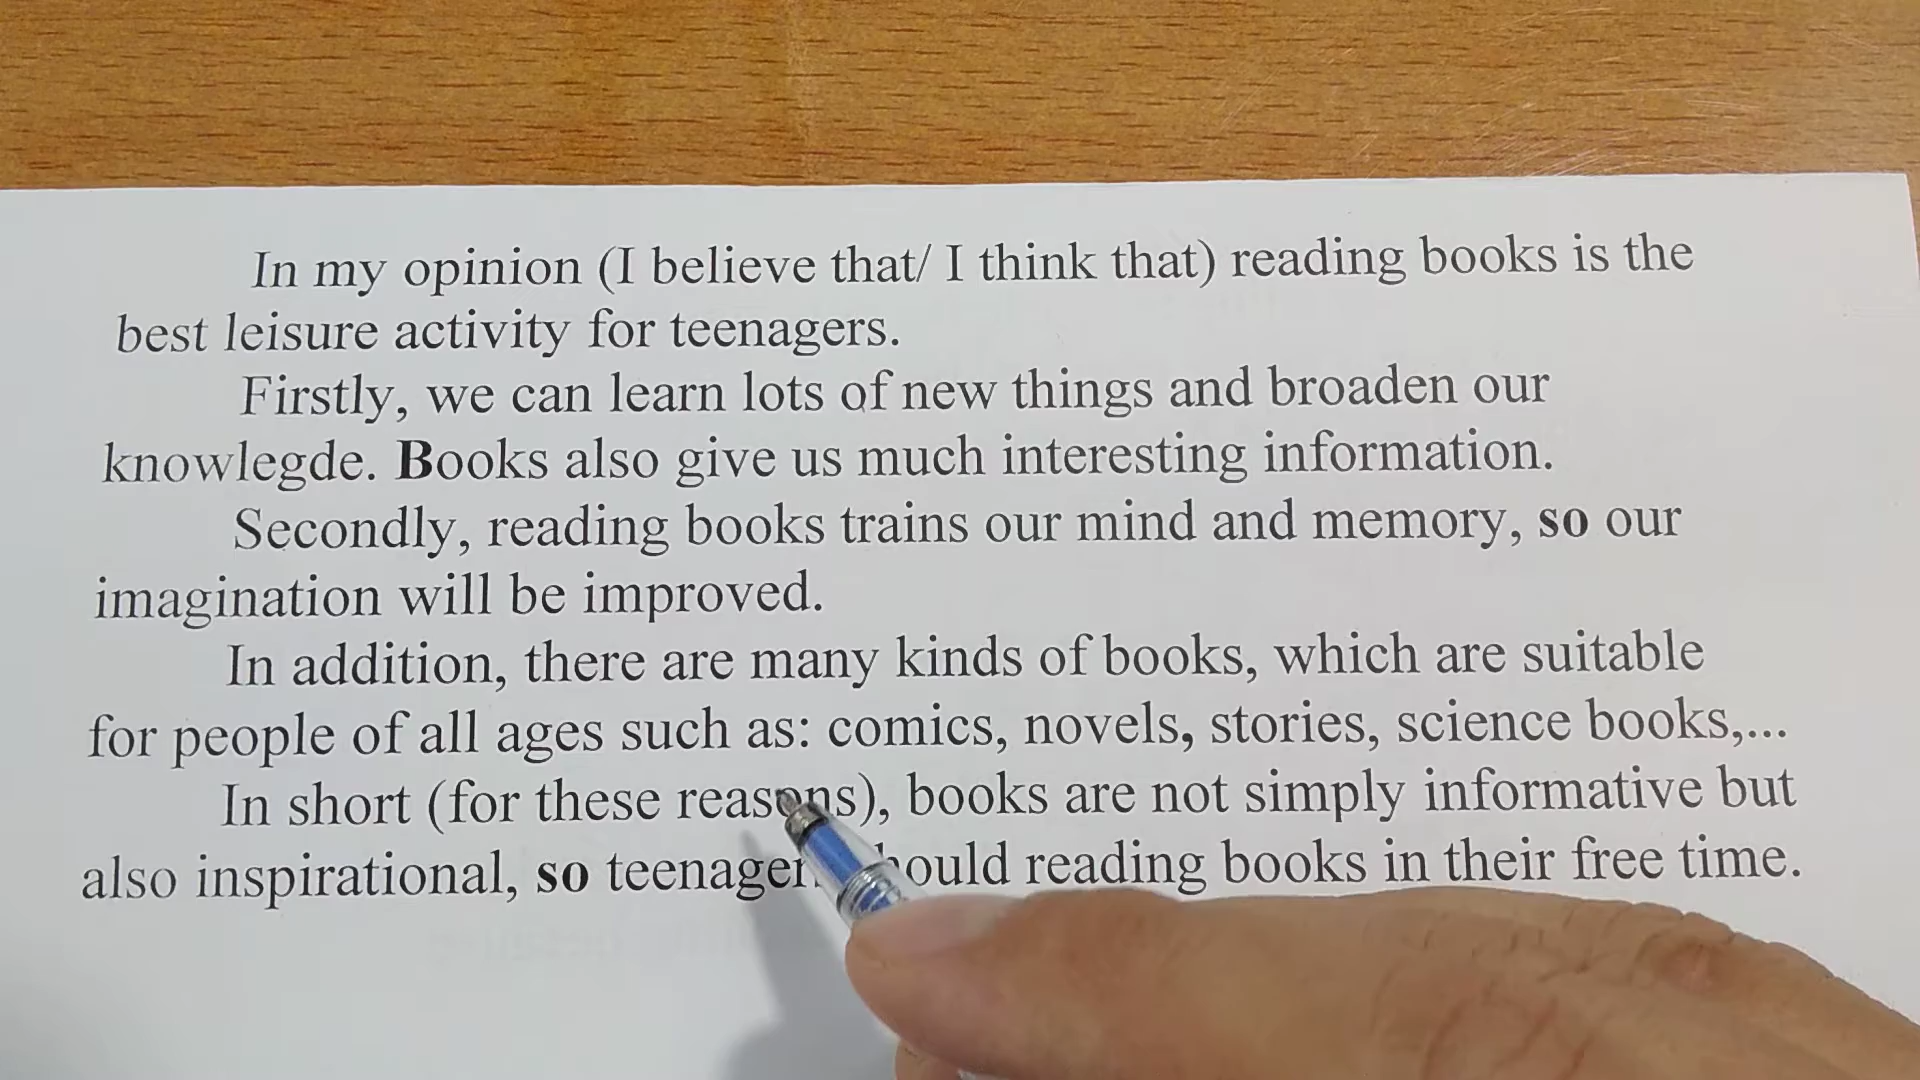 In my opinion (I believe that/ I think that) reading books is the
best leisure activity for teenagers.
Firstly, we can learn lots of new things and broaden our
knowlegde. Books also give us much interesting information.
Secondly, reading books trains our mind and memory, so our
imagination will be improved.
In addition, there are many kinds of books, which are suitable
for people of all ages such as: comics, novels, stories, science books,...
In short (for these reasons), books are not simply informative but
also inspirational, so teenagers should reading books in their free time.